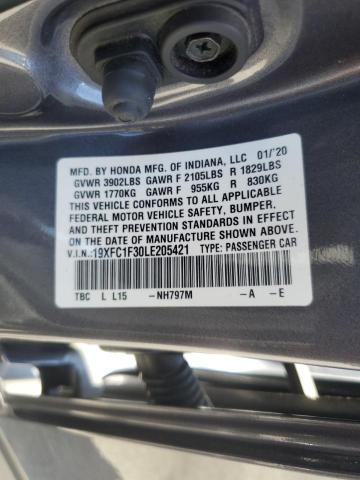 MFD. BY HONDA MFG. OF INDIANA, LLC 01/'20
GVWR 3902LBS GAWR F 2105LBS R 1829LBS
GVWR 1770KG GAWR F 955KG R 830KG
THIS VEHICLE CONFORMS TO ALL APPLICABLE
FEDERAL MOTOR VEHICLE SAFETY, BUMPER,
AND THEFT PREVENTION STANDARDS IN EFFECT
ON THE DATE OF MANUFACTURE SHOWN ABOVE.
V.I.N.:19XFC1F30LE205421 TYPE: PASSENGER CAR
TBC L L15 -NH797M -A -E